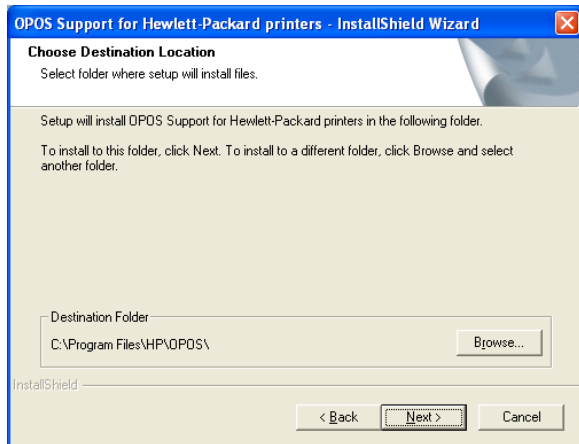 OPOS Support for Hewlett-Packard printers - InstallShield Wizard
Choose Destination Location
Select folder where setup will install files.
Setup will install OPOS Support for Hewlett-Packard printers in the following folder.
To install to this folder, click Next. To install to a different folder, click Browse and select
another folder.
Destination Folder
C:\Program Files\HP\OPOS\
Browse...
InstallShield
< Back
Next >
Cancel